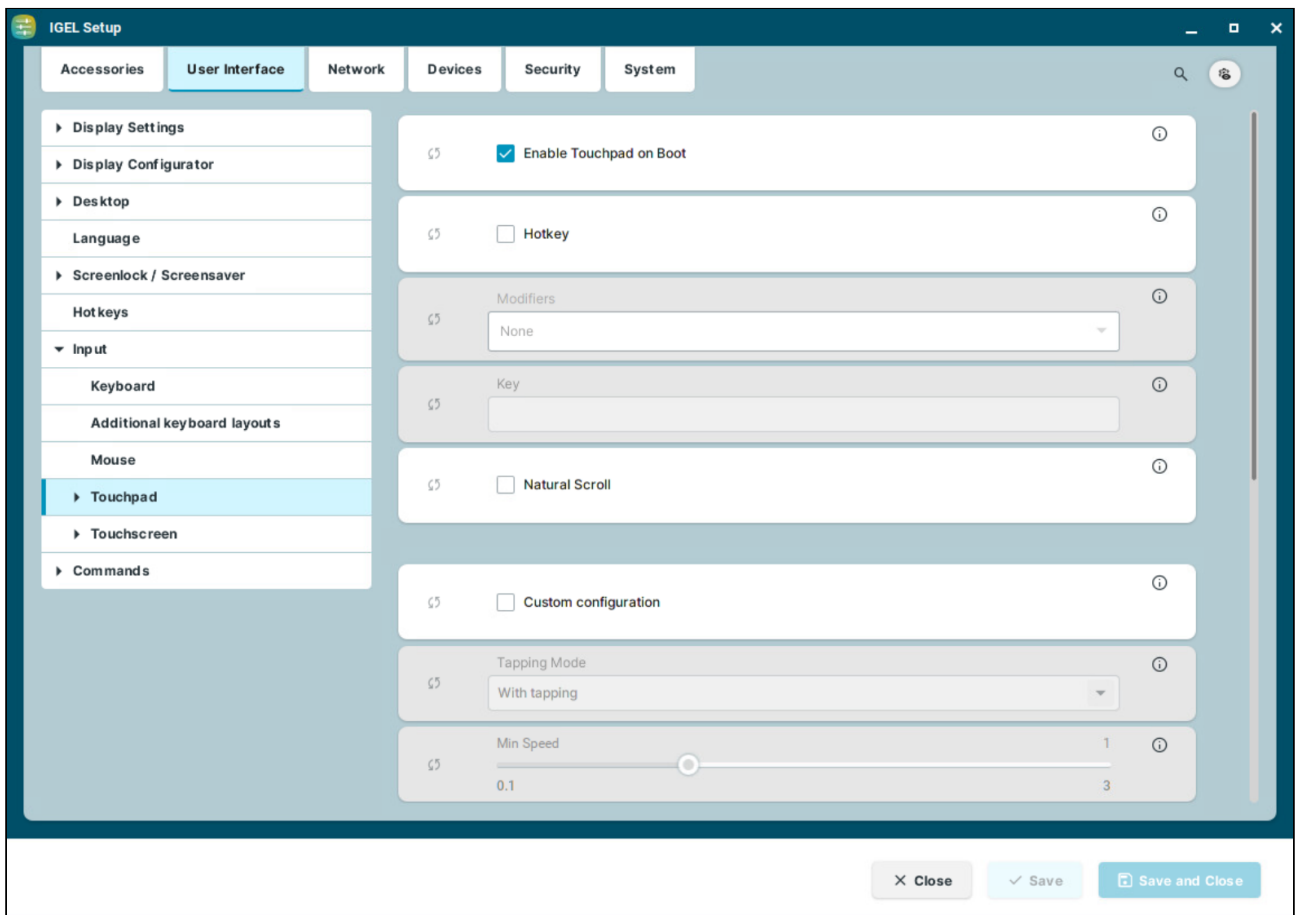 IGEL Setup
Accessories User Interface Network Devices Security System
Display Settings
Display Configurator
Desktop
Language
Screenlock / Screensaver
Hotkeys
Input
Keyboard
Additional keyboard layouts
Mouse
Touchpad
Touchscreen
Commands
Enable Touchpad on Boot
Hotkey
Modifiers
None
Key
Natural Scroll
Custom configuration
Tapping Mode
With tapping
Min Speed 1
0.1 3
Close Save Save and Close